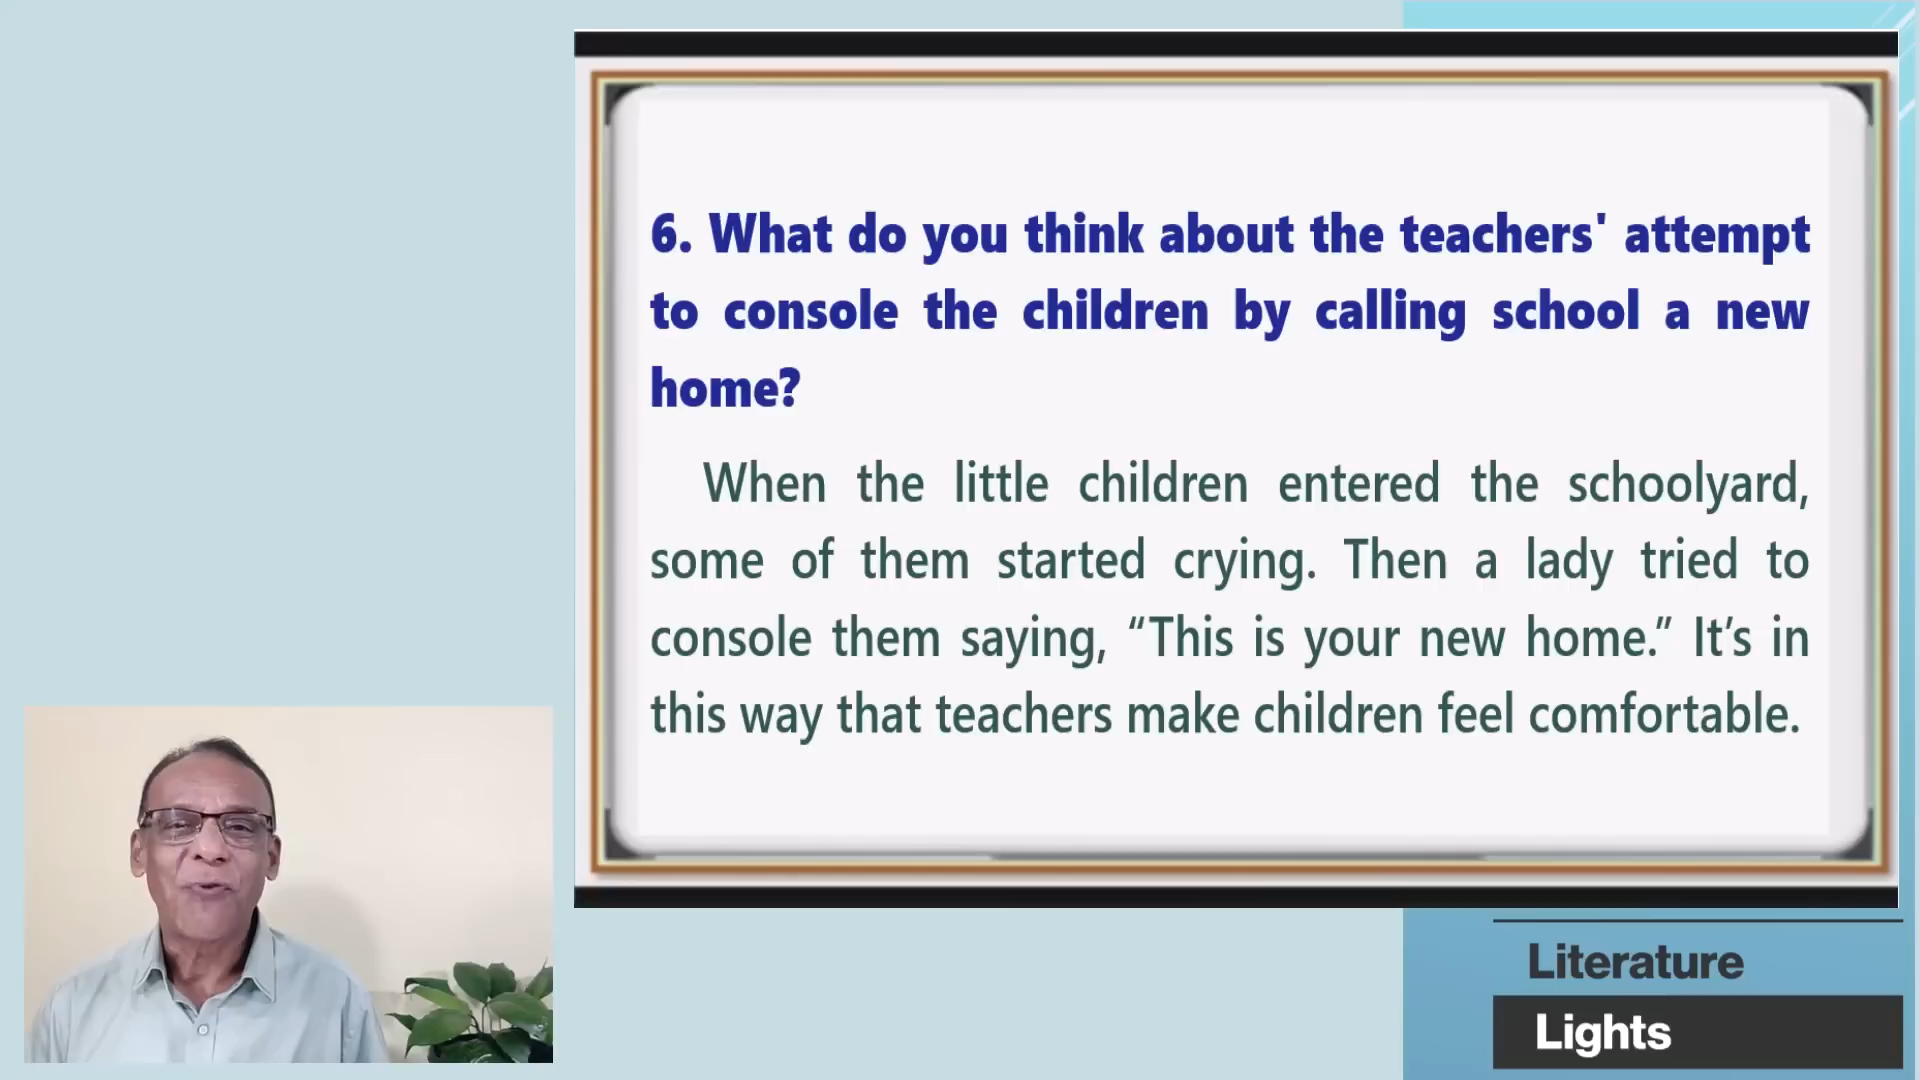 6. What do you think about the teachers' attempt
to console the children by calling school a new
home?
When the little children entered the schoolyard,
some of them started crying. Then a lady tried to
console them saying, “This is your new home.” It’s in
this way that teachers make children feel comfortable.
Literature
Lights